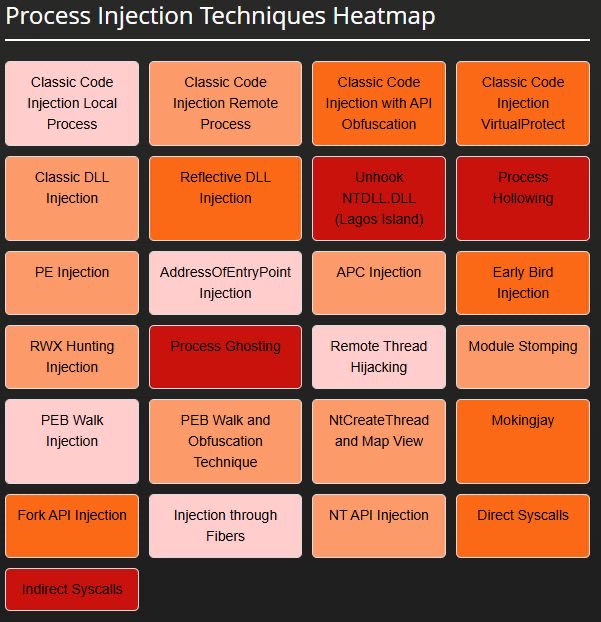 Process Injection Techniques Heatmap
Classic Code
Injection Local
Process
Classic Code
Injection Remote
Process
Classic Code
Injection with API
Obfuscation
Classic Code
Injection
VirtualProtect
Classic DLL
Injection
Reflective DLL
Injection
Unhook
NTDLL.DLL
(Lagos Island)
Process
Hollowing
PE Injection
AddressOfEntryPoint
Injection
APC Injection
Early Bird
Injection
RWX Hunting
Injection
Process Ghosting
Remote Thread
Hijacking
Module Stomping
PEB Walk
Injection
PEB Walk and
Obfuscation
Technique
NtCreateThread
and Map View
Mokingjay
Fork API Injection
Injection through
Fibers
NT API Injection
Direct Syscalls
Indirect Syscalls